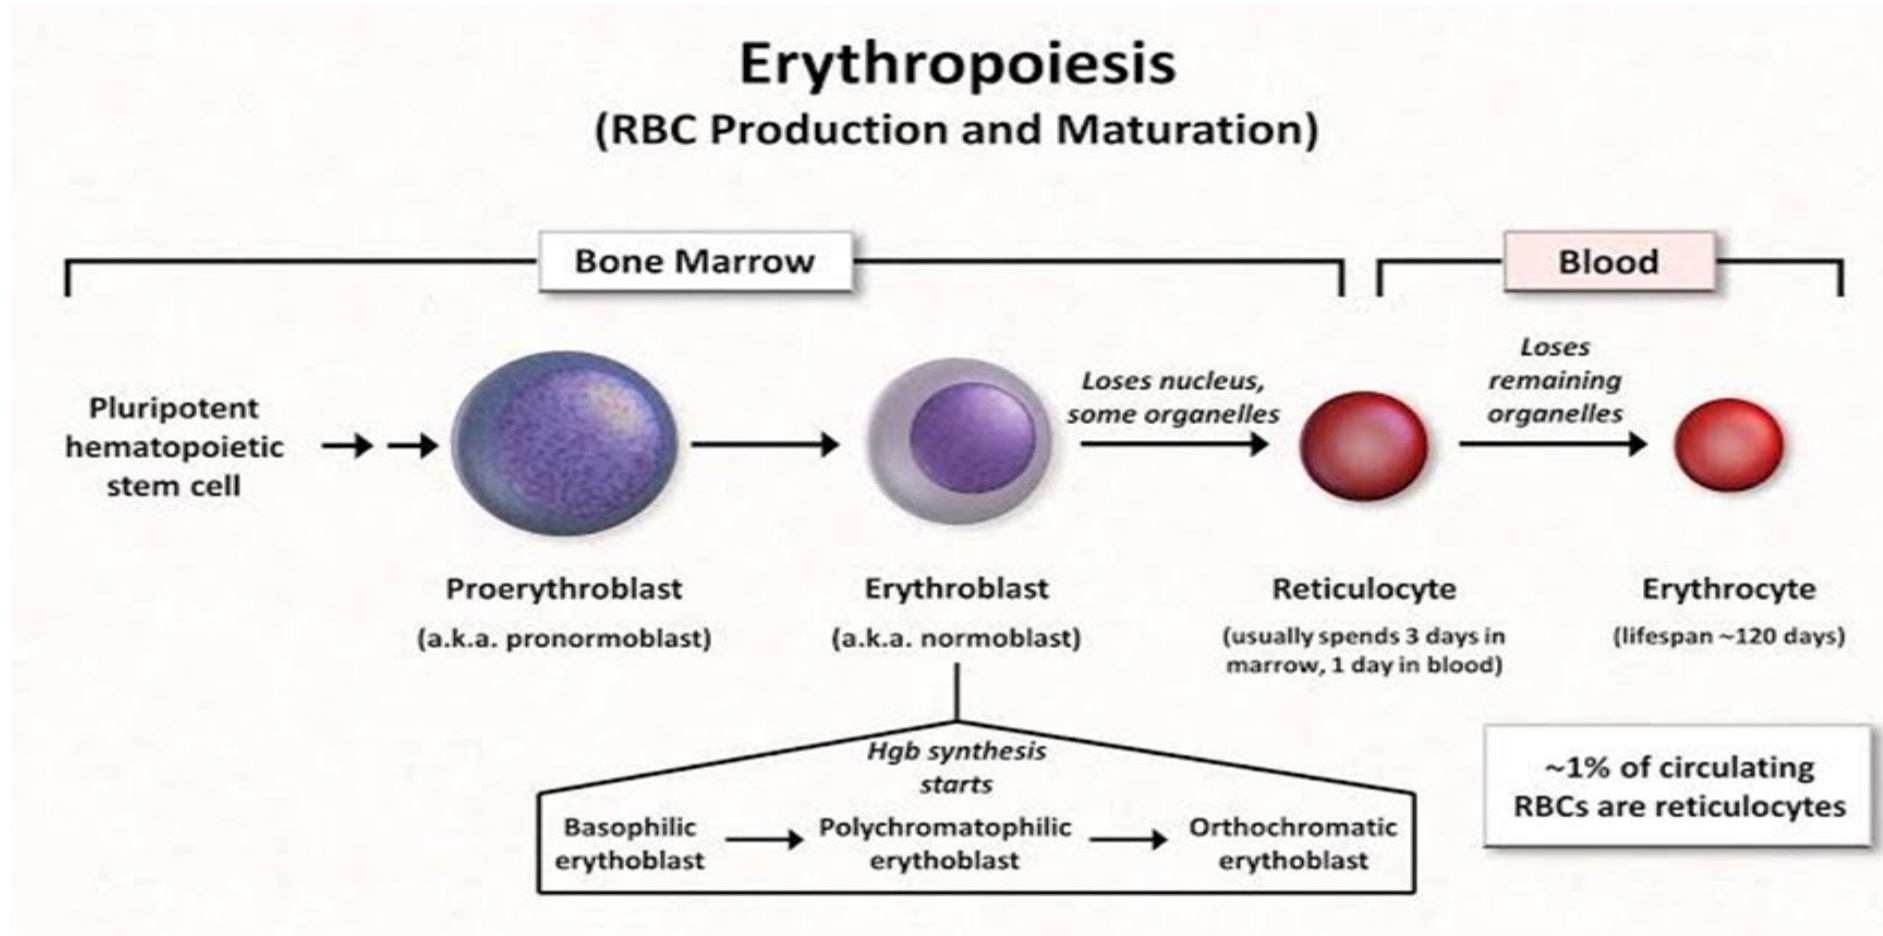 Erythropoiesis
(RBC Production and Maturation)
Bone Marrow
Blood
Pluripotent
hematopoietic
stem cell
Loses nucleus,
some organelles
Loses
remaining
organelles
Proerythroblast
(a.k.a. pronormoblast)
Erythroblast
(a.k.a. normoblast)
Reticulocyte
(usually spends 3 days in
marrow, 1 day in blood)
Erythrocyte
(lifespan ~120 days)
Hgb synthesis
starts
Basophilic
erythoblast
Polychromatophilic
erythoblast
Orthochromatic
erythoblast
~1% of circulating
RBCs are reticulocytes